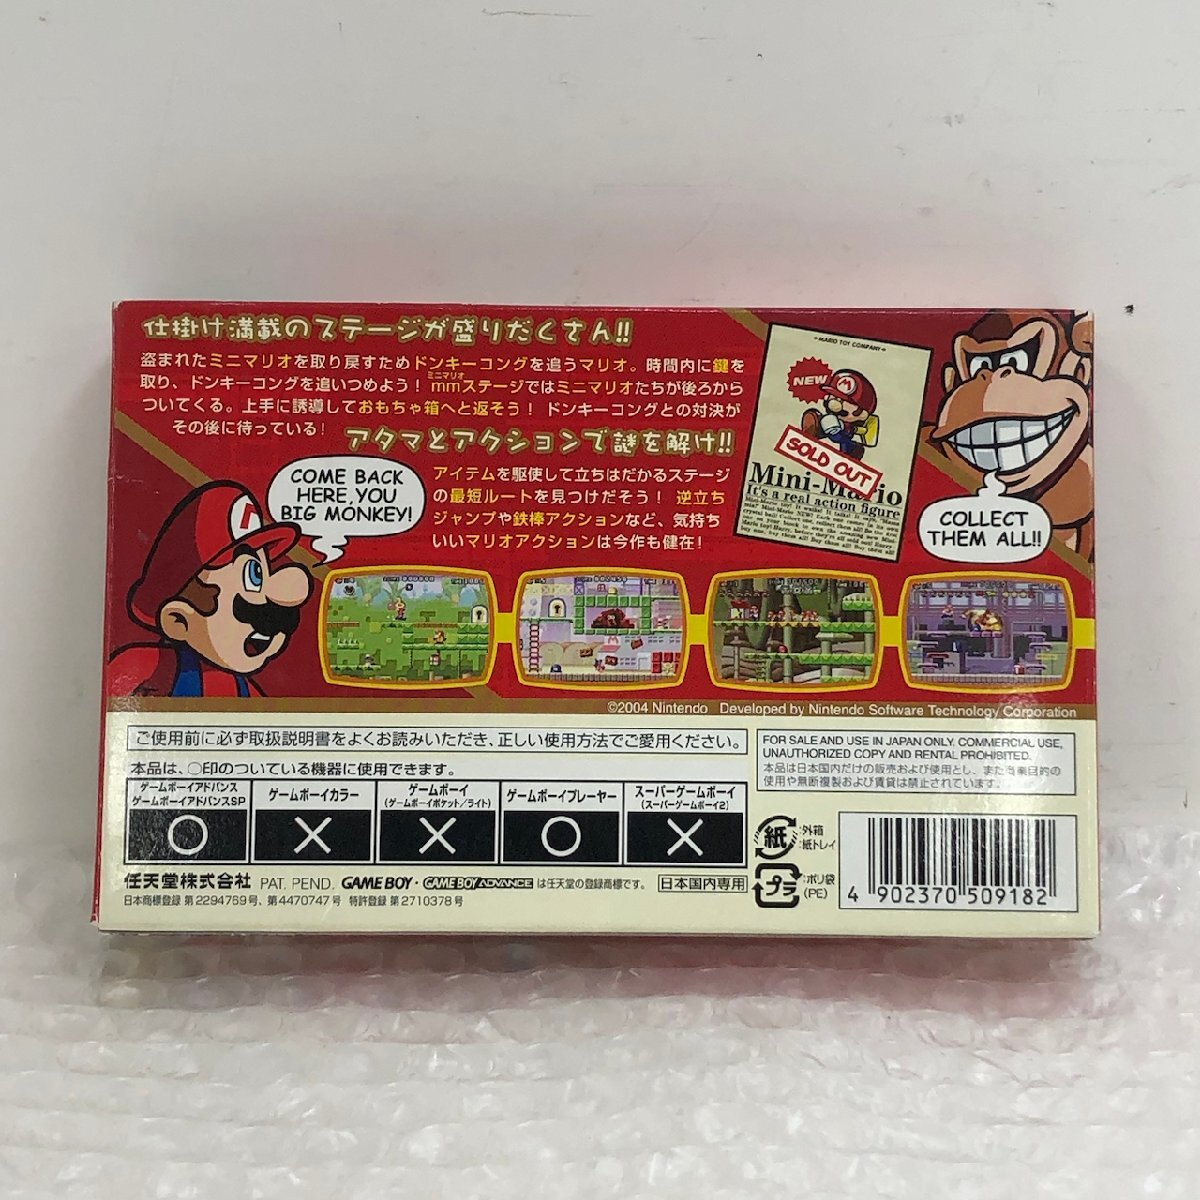 仕掛け満載のステージが盛りだくさん!!
盗まれたミニマリオを取り戻すためドンキーコングを追うマリオ。時間内に鍵を
取り、ドンキーコングを追いつめよう! mmステージではミニマリオたちが後ろから
ミニマリオ
ついてくる。上手に誘導しておもちゃ箱へと返そう! ドンキーコングとの対決が
その後に待っている!
アタマとアクションで謎を解け!!
アイテムを駆使して立ちはだかるステージ
の最短ルートを見つけだそう! 逆立ち
ジャンプや鉄棒アクションなど、気持ち
いいマリオアクションは今作も健在!
COME BACK
HERE, YOU
BIG MONKEY!
MARIO TOY COMPANY
NEW
SOLD OUT
Mini-Mario
It's a real action figure
COLLECT
THEM ALL!!
©2004 Nintendo Developed by Nintendo Software Technology Corporation
ご使用前に必ず取扱説明書をよくお読みいただき、正しい使用方法でご愛用ください。
本品は、○印のついている機器に使用できます。
ゲームボーイアドバンス
ゲームボーイアドバンスSP
○
ゲームボーイカラー
×
ゲームボーイ
(ゲームボーイポケット/ライト)
×
ゲームボーイプレーヤー
○
スーパーゲームボーイ
(スーパーゲームボーイ2)
×
FOR SALE AND USE IN JAPAN ONLY. COMMERCIAL USE,
UNAUTHORIZED COPY AND RENTAL PROHIBITED.
本品は日本国内だけの販売および使用とし、また商業目的の
使用や無断複製および賃貸は禁止されています。
紙
:外箱
:紙トレイ
プラ
:ポリ袋
(PE)
4 902370 509182
任天堂株式会社 PAT. PEND. GAME BOY・GAME BOY ADVANCE は任天堂の登録商標です。 日本国内専用
日本商標登録 第2294769号、第4470747号 特許登録 第2710378号